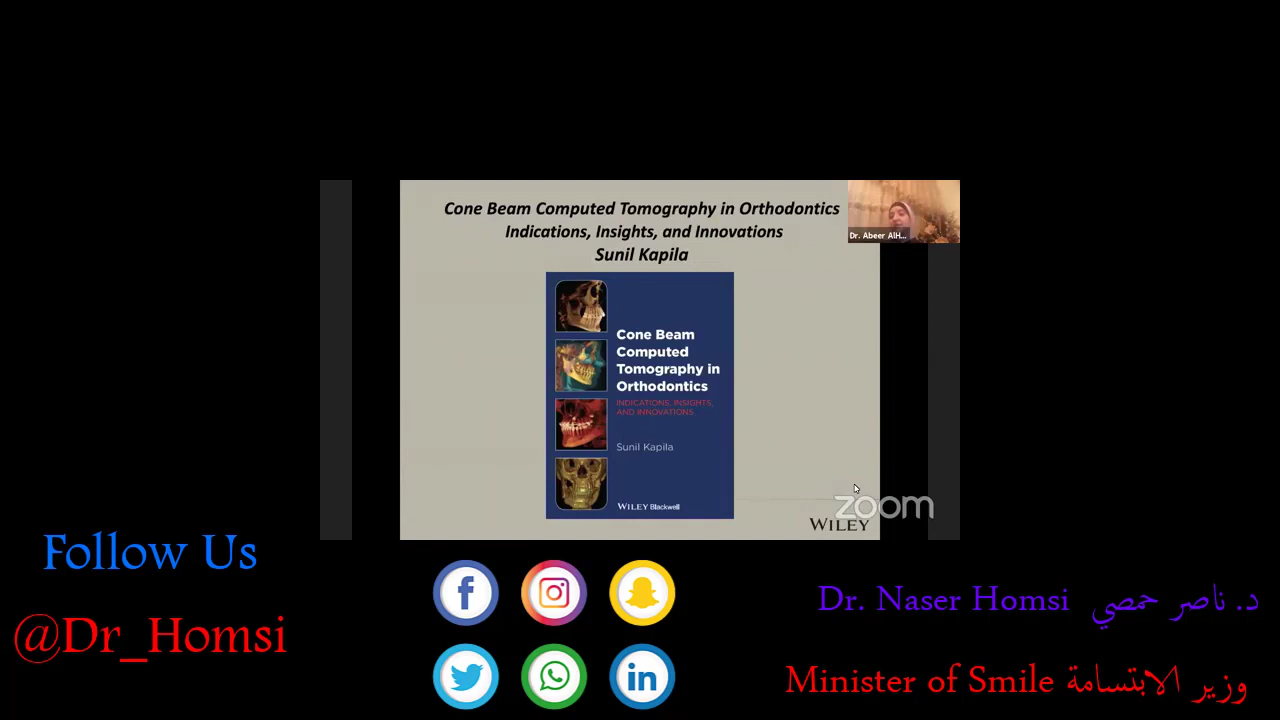 Cone Beam Computed Tomography in Orthodontics
Indications, Insights, and Innovations
Sunil Kapila
Dr. Abeer AlH...
Cone Beam
Computed
Tomography in
Orthodontics
INDICATIONS, INSIGHTS,
AND INNOVATIONS
Sunil Kapila
WILEY Blackwell
zoom
WILEY
Follow Us
@Dr_Homsi
Dr. Naser Homsi د. ناصر حمصي
Minister of Smile وزير الابتسامة